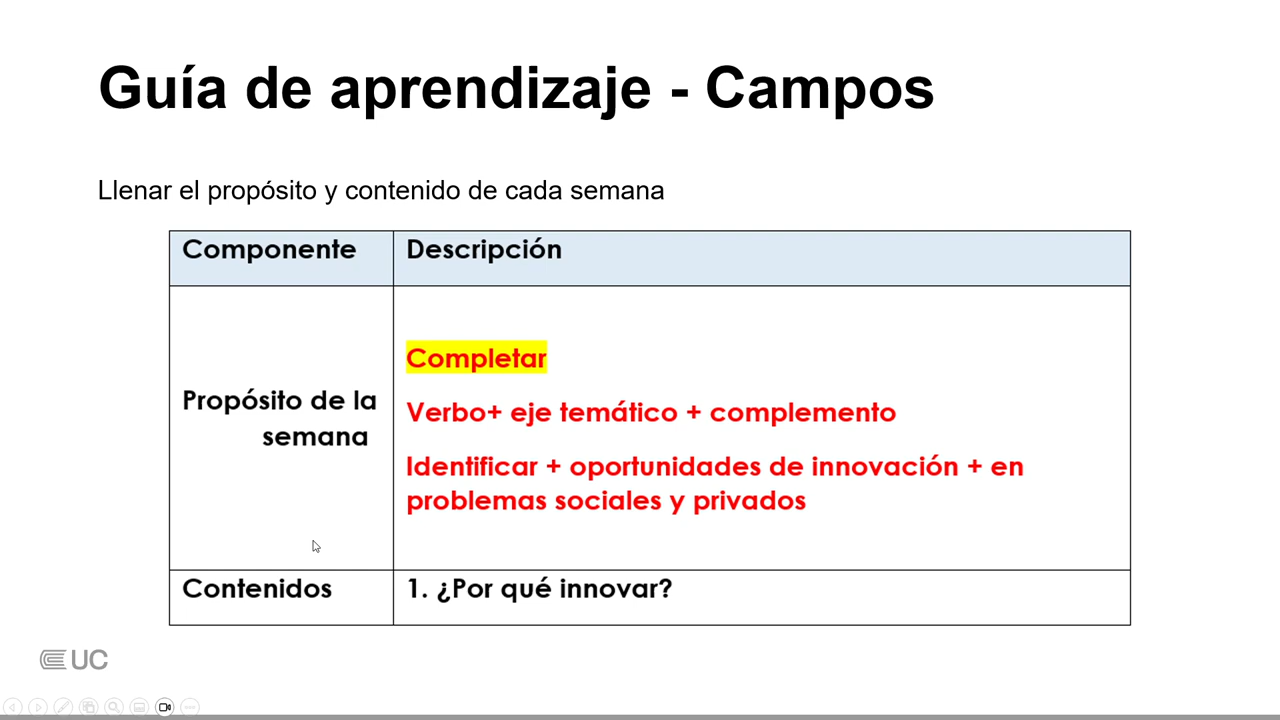 Guía de aprendizaje - Campos
Llenar el propósito y contenido de cada semana
Componente
Descripción
Propósito de la
semana
Completar
Verbo+ eje temático + complemento
Identificar + oportunidades de innovación + en
problemas sociales y privados
Contenidos
1. ¿Por qué innovar?
UC